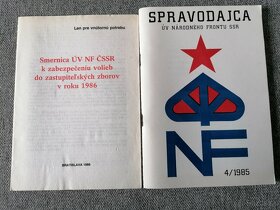 Len pre vnútornú potrebu
Smernica ÚV NF ČSSR
k zabezpečeniu volieb
do zastupiteľských zborov
v roku 1986
BRATISLAVA 1986
SPRAVODAJCA
ÚV NÁRODNÉHO FRONTU SSR
NF
4/1985